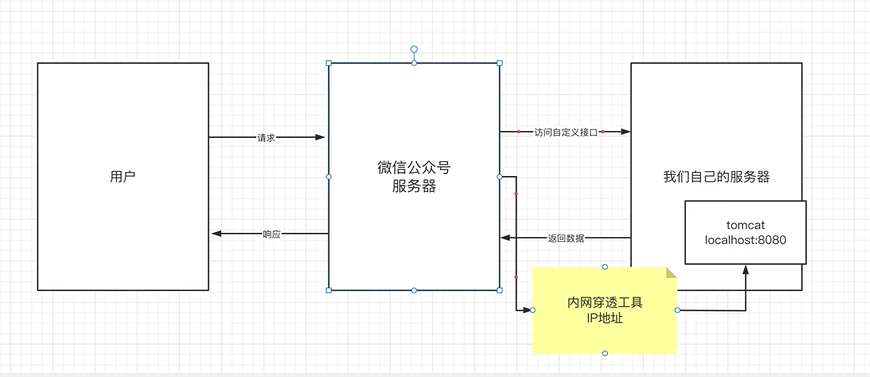 用户
请求
响应
微信公众号
服务器
访问自定义接口
返回数据
我们自己的服务器
tomcat
localhost:8080
内网穿透工具
IP地址